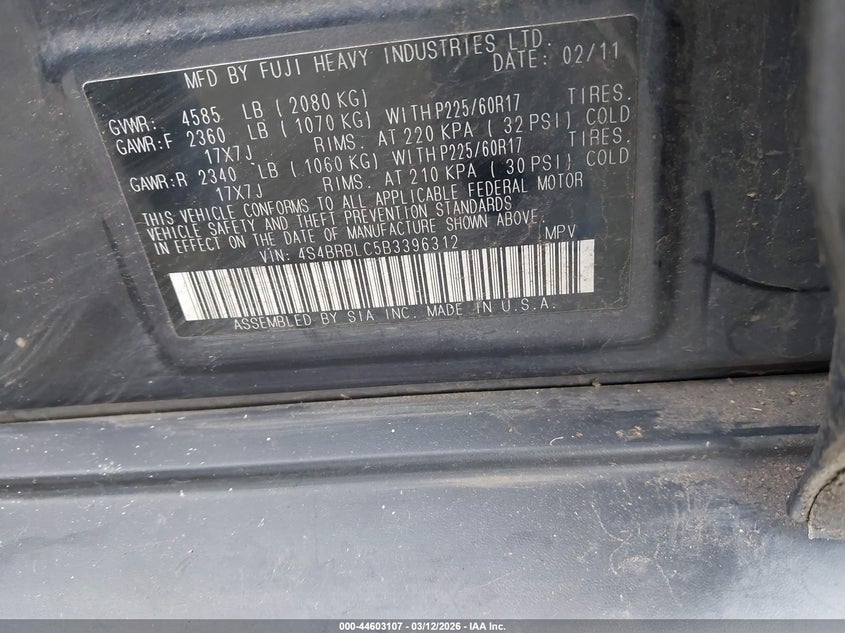 MFD BY FUJI HEAVY INDUSTRIES LTD.
DATE: 02/11
GVWR: 4585 LB (2080 KG)
GAWR:F 2360 LB (1070 KG) WITH P225/60R17 TIRES.
17X7J RIMS. AT 220 KPA (32 PSI) COLD
GAWR:R 2340 LB (1060 KG) WITH P225/60R17 TIRES.
17X7J RIMS. AT 210 KPA (30 PSI) COLD
THIS VEHICLE CONFORMS TO ALL APPLICABLE FEDERAL MOTOR
VEHICLE SAFETY AND THEFT PREVENTION STANDARDS
IN EFFECT ON THE DATE OF MANUFACTURE SHOWN ABOVE.
VIN: 4S4BRBLC5B3396312 MPV
ASSEMBLED BY SIA INC. MADE IN U.S.A.
000-44603107 - 03/12/2026 - IAA Inc.